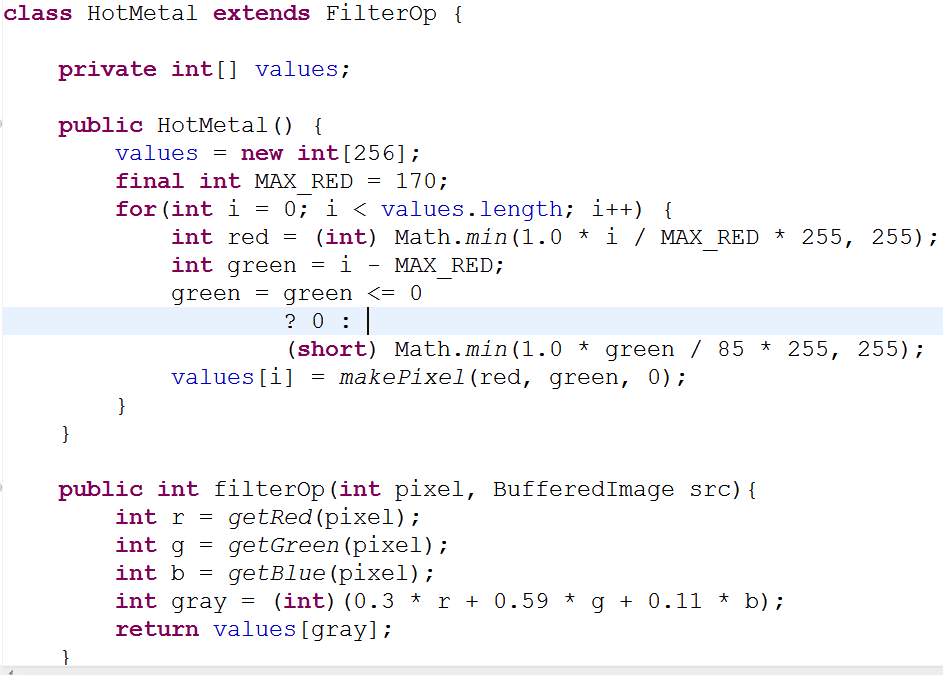 class HotMetal extends FilterOp {
private int[] values;
public HotMetal() {
values = new int[256];
final int MAX_RED = 170;
for(int i = 0; i < values.length; i++) {
int red = (int) Math.min(1.0 * i / MAX_RED * 255, 255);
int green = i - MAX_RED;
green = green <= 0
? 0 :
(short) Math.min(1.0 * green / 85 * 255, 255);
values[i] = makePixel(red, green, 0);
}
}
public int filterOp(int pixel, BufferedImage src){
int r = getRed(pixel);
int g = getGreen(pixel);
int b = getBlue(pixel);
int gray = (int)(0.3 * r + 0.59 * g + 0.11 * b);
return values[gray];
}